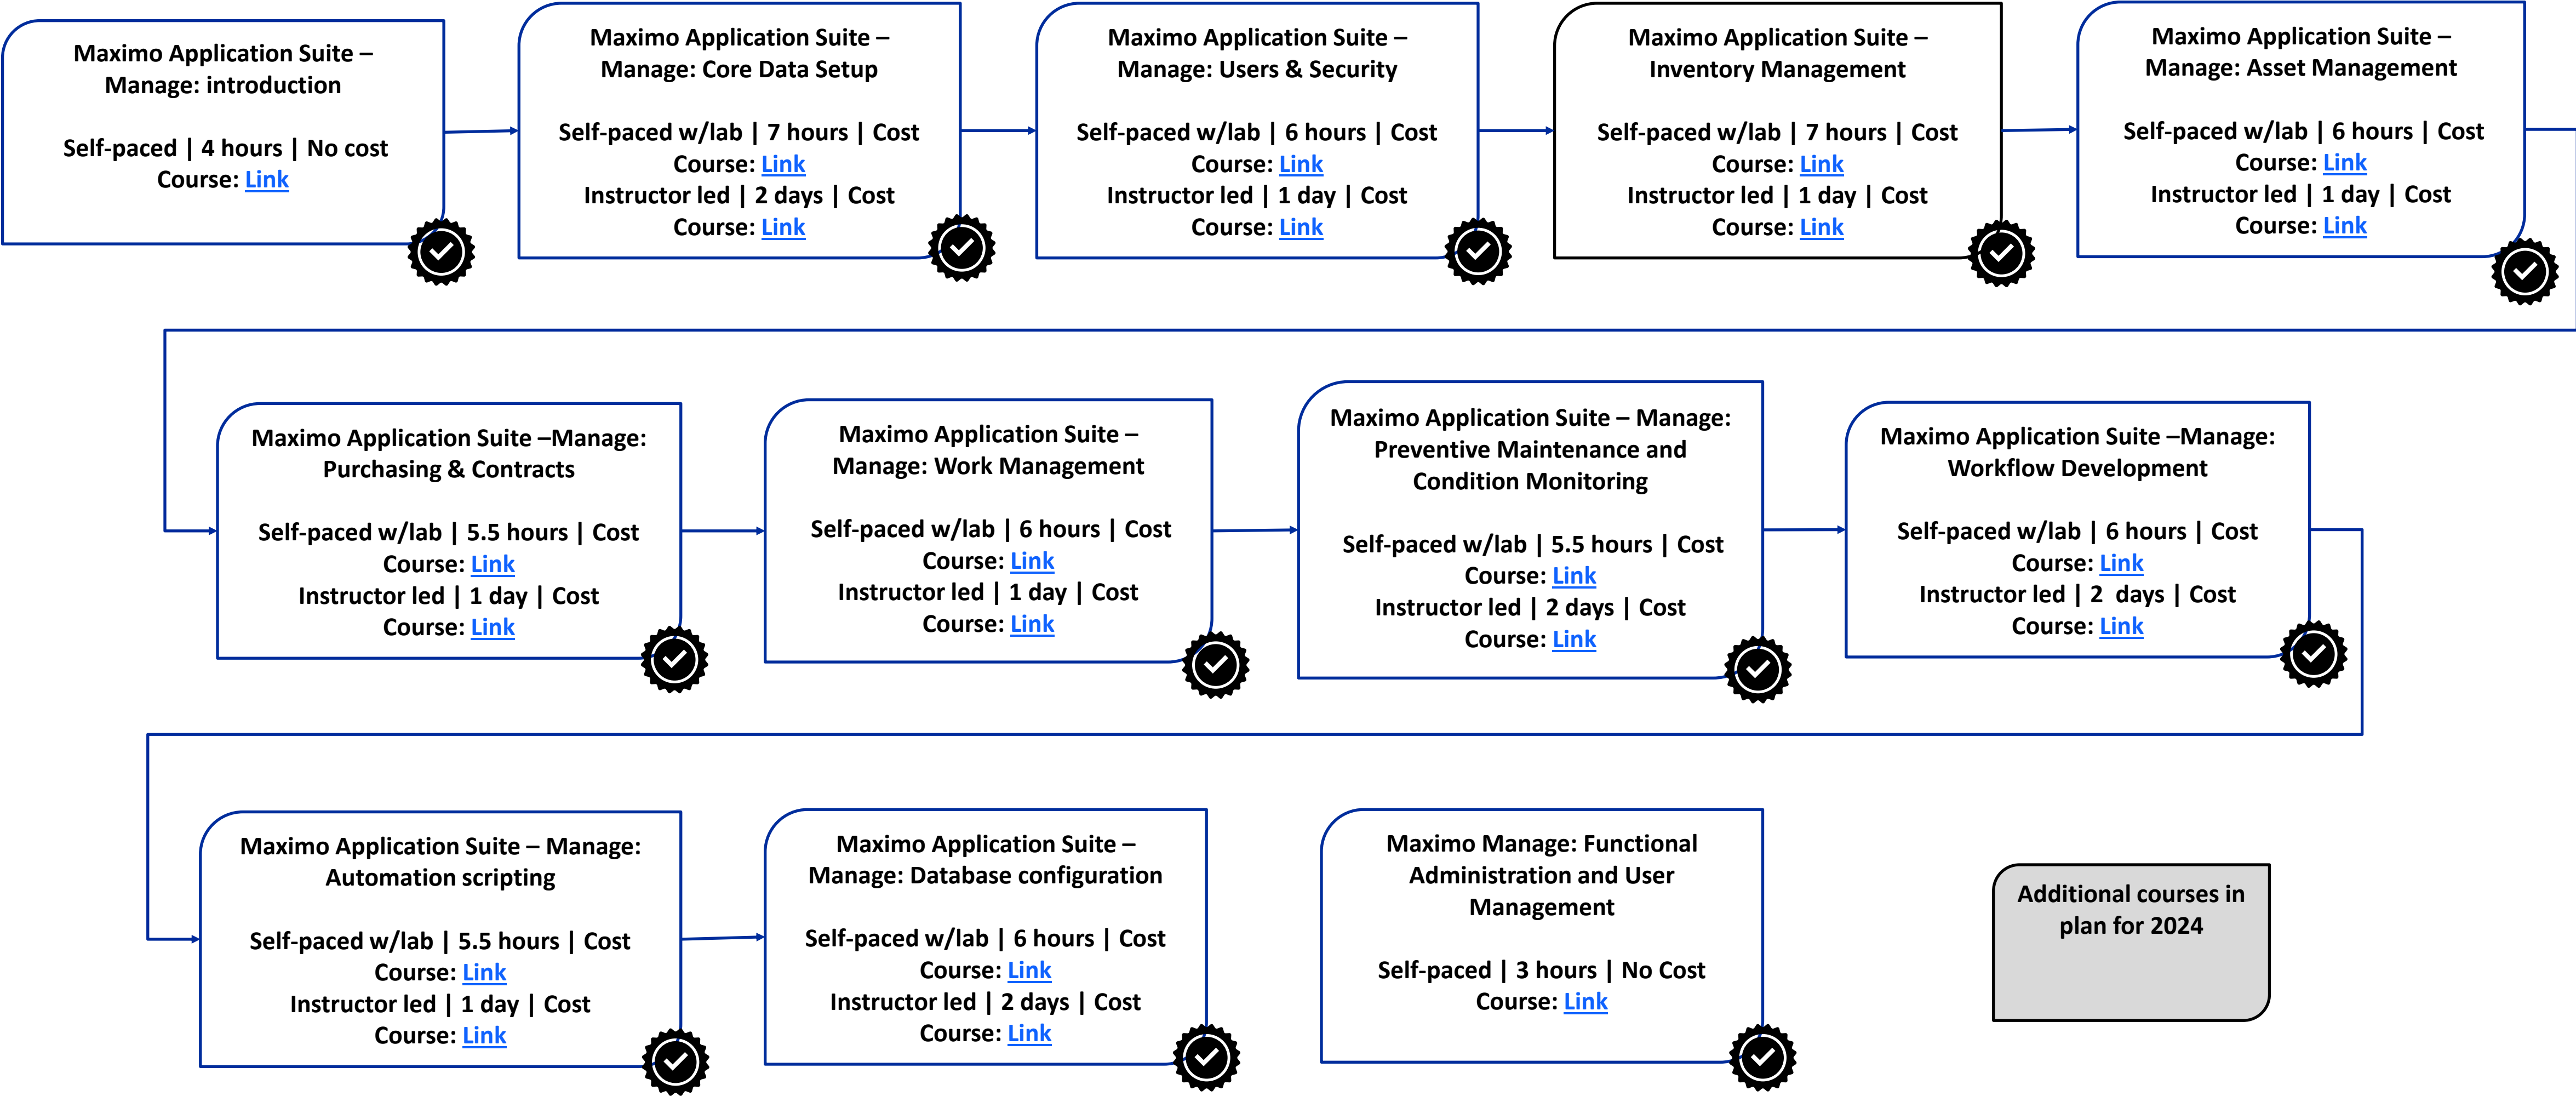 Maximo Application Suite –
Manage: introduction
Self-paced | 4 hours | No cost
Course: Link
Maximo Application Suite –
Manage: Core Data Setup
Self-paced w/lab | 7 hours | Cost
Course: Link
Instructor led | 2 days | Cost
Course: Link
Maximo Application Suite –
Manage: Users & Security
Self-paced w/lab | 6 hours | Cost
Course: Link
Instructor led | 1 day | Cost
Course: Link
Maximo Application Suite –
Inventory Management
Self-paced w/lab | 7 hours | Cost
Course: Link
Instructor led | 1 day | Cost
Course: Link
Maximo Application Suite –
Manage: Asset Management
Self-paced w/lab | 6 hours | Cost
Course: Link
Instructor led | 1 day | Cost
Course: Link
Maximo Application Suite –Manage:
Purchasing & Contracts
Self-paced w/lab | 5.5 hours | Cost
Course: Link
Instructor led | 1 day | Cost
Course: Link
Maximo Application Suite –
Manage: Work Management
Self-paced w/lab | 6 hours | Cost
Course: Link
Instructor led | 1 day | Cost
Course: Link
Maximo Application Suite – Manage:
Preventive Maintenance and
Condition Monitoring
Self-paced w/lab | 5.5 hours | Cost
Course: Link
Instructor led | 2 days | Cost
Course: Link
Maximo Application Suite –Manage:
Workflow Development
Self-paced w/lab | 6 hours | Cost
Course: Link
Instructor led | 2  days | Cost
Course: Link
Maximo Application Suite – Manage:
Automation scripting
Self-paced w/lab | 5.5 hours | Cost
Course: Link
Instructor led | 1 day | Cost
Course: Link
Maximo Application Suite –
Manage: Database configuration
Self-paced w/lab | 6 hours | Cost
Course: Link
Instructor led | 2 days | Cost
Course: Link
Maximo Manage: Functional
Administration and User
Management
Self-paced | 3 hours | No Cost
Course: Link
Additional courses in
plan for 2024